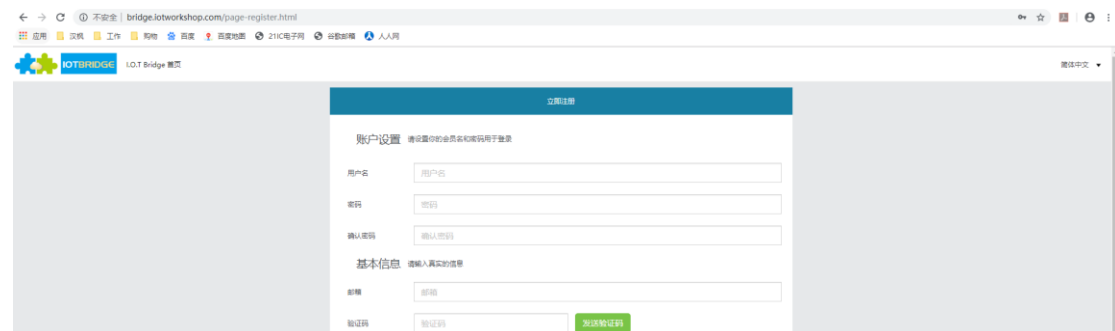 不安全 | bridge.iotworkshop.com/page-register.html
应用 汉枫 工作 购物 百度 百度地图 21IC电子网 谷歌邮箱 人人网
IOTBRIDGE I.O.T Bridge 首页 简体中文
立即注册
账户设置 请设置你的会员名和密码用于登录
用户名 用户名
密码 密码
确认密码 确认密码
基本信息 请输入真实的信息
邮箱 邮箱
验证码 验证码 发送验证码